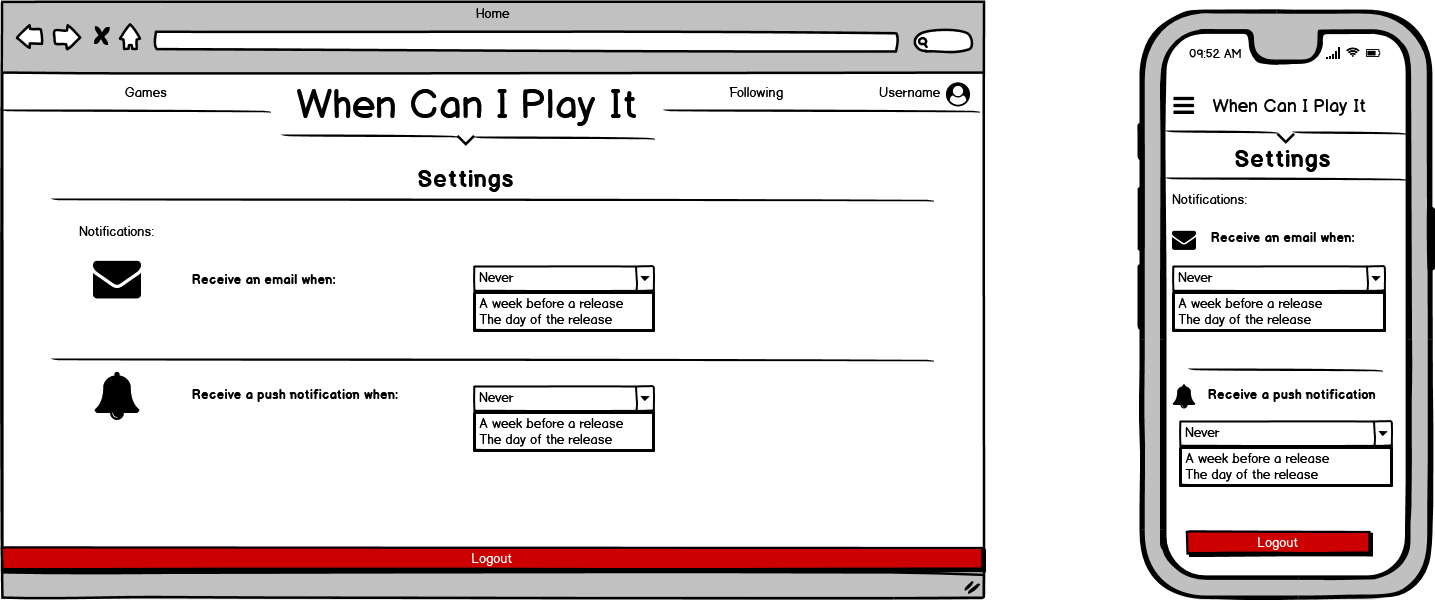 Home
Games
When Can I Play It
Following
Username
Settings
Notifications:
Receive an email when:
Never
A week before a release
The day of the release
Receive a push notification when:
Never
A week before a release
The day of the release
Logout
09:52 AM
When Can I Play It
Settings
Notifications:
Receive an email when:
Never
A week before a release
The day of the release
Receive a push notification
Never
A week before a release
The day of the release
Logout